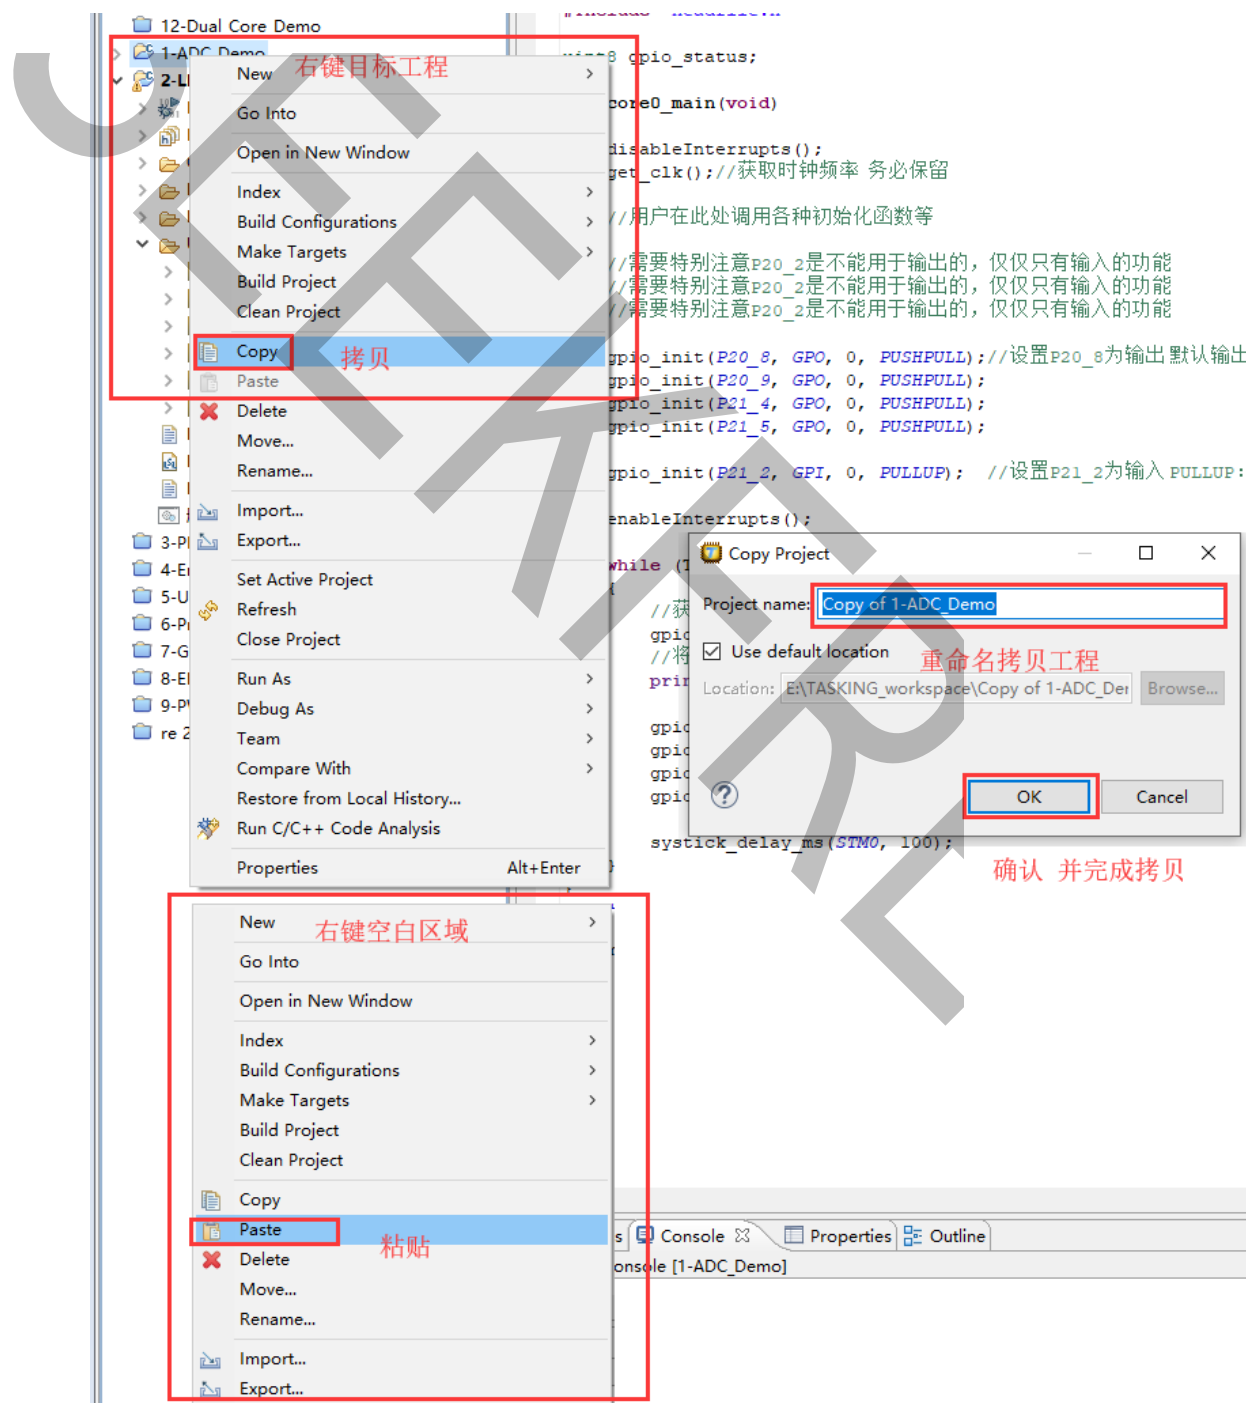 12-Dual Core Demo
1-ADC_Demo
右键目标工程
New
Go Into
Open in New Window
Index
Build Configurations
Make Targets
Build Project
Clean Project
Copy
拷贝
Paste
Delete
Move...
Rename...
Import...
Export...
Set Active Project
Refresh
Close Project
Run As
Debug As
Team
Compare With
Restore from Local History...
Run C/C++ Code Analysis
Properties Alt+Enter
gpio_status;
core0_main(void)
disableInterrupts();
get_clk();//获取时钟频率 务必保留
//用户在此处调用各种初始化函数等
//需要特别注意P20_2是不能用于输出的，仅仅只有输入的功能
//需要特别注意P20_2是不能用于输出的，仅仅只有输入的功能
//需要特别注意P20_2是不能用于输出的，仅仅只有输入的功能
gpio_init(P20_8, GPO, 0, PUSHPULL);//设置P20_8为输出 默认输出
gpio_init(P20_9, GPO, 0, PUSHPULL);
gpio_init(P21_4, GPO, 0, PUSHPULL);
gpio_init(P21_5, GPO, 0, PUSHPULL);
gpio_init(P21_2, GPI, 0, PULLUP); //设置P21_2为输入 PULLUP:
enableInterrupts();
while (T
{
//获
gpio
//将
prin
gpio
gpio
gpio
gpio
systick_delay_ms(STM0, 100);
}
Copy Project
Project name: Copy of 1-ADC_Demo
Use default location
重命名拷贝工程
Location: E:\TASKING_workspace\Copy of 1-ADC_Der Browse...
OK Cancel
确认 并完成拷贝
New
右键空白区域
Go Into
Open in New Window
Index
Build Configurations
Make Targets
Build Project
Clean Project
Copy
Paste
粘贴
Delete
Move...
Rename...
Import...
Export...
Console Properties Outline
onsole [1-ADC_Demo]
SEEKFREE